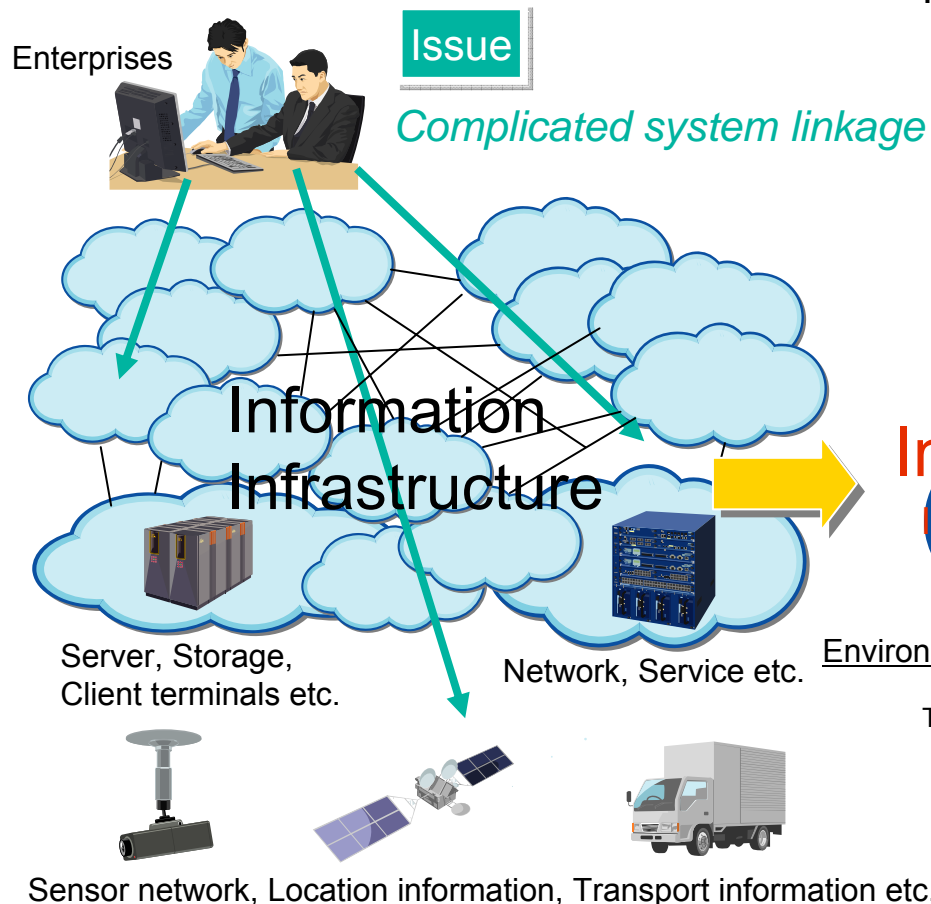 Enterprises
Issue
Complicated system linkage
Information
Infrastructure
Server, Storage,
Client terminals etc.
Network, Service etc.
Sensor network, Location information, Transport information etc.